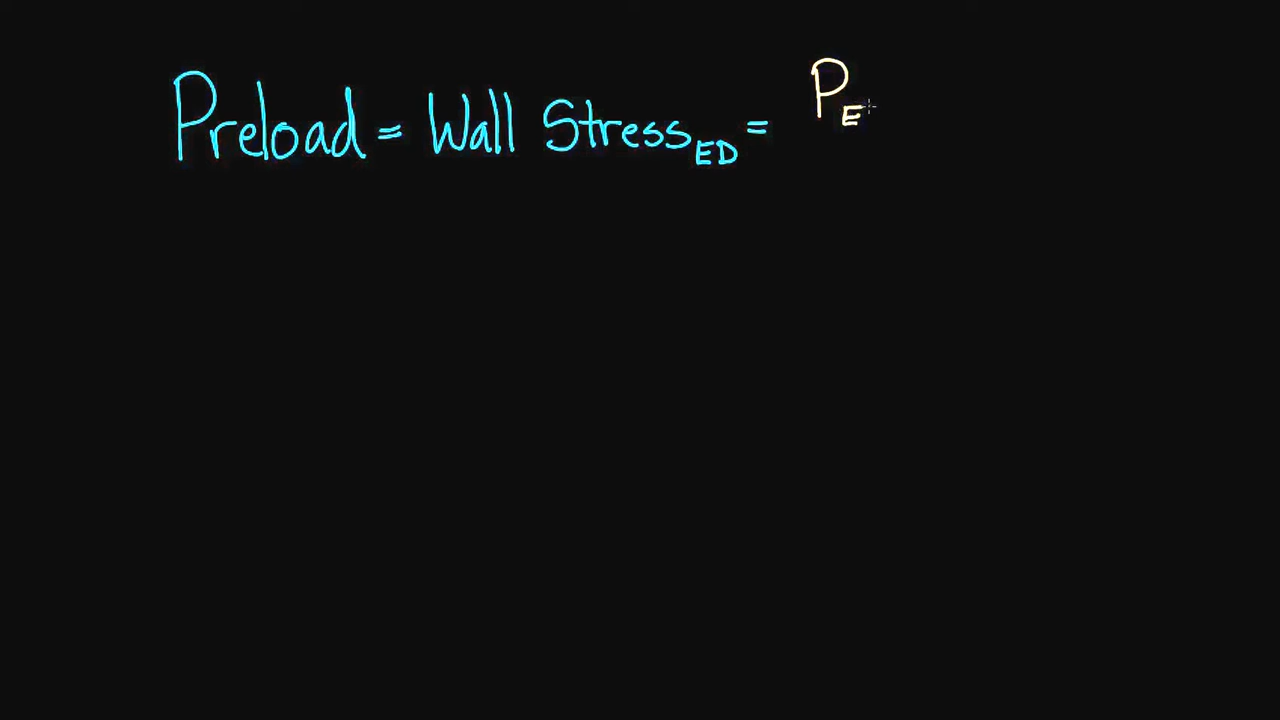 Preload = Wall Stress_ED = P_E